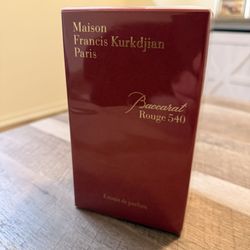 Maison
Francis Kurkdjian
Paris
Baccarat
Rouge 540
Extrait de parfum